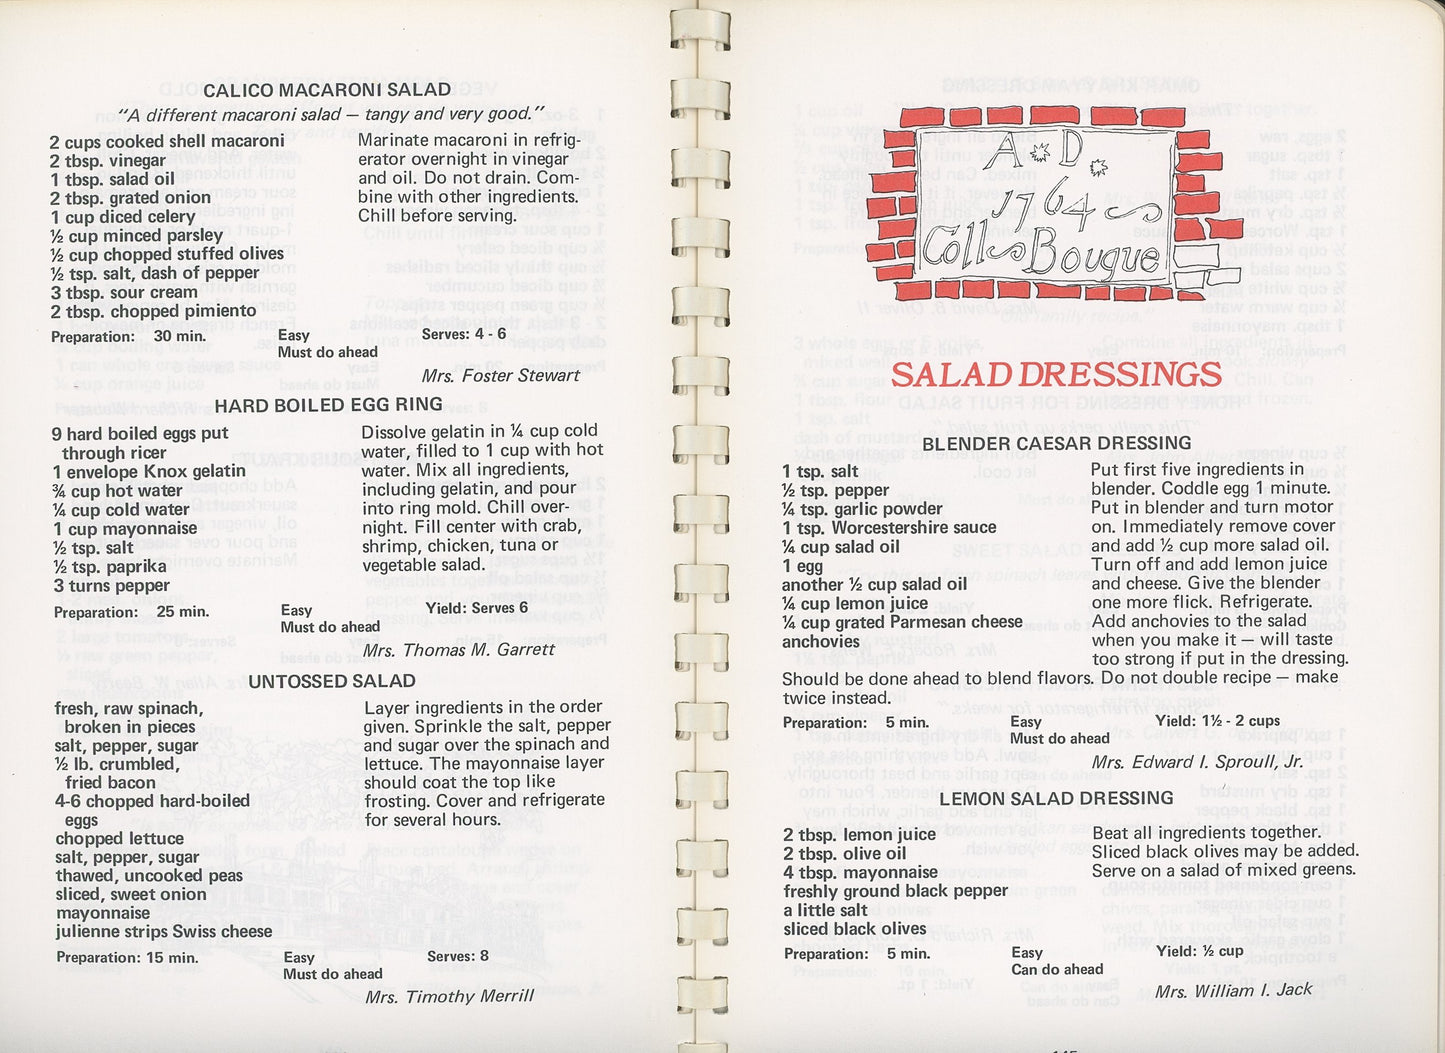 CALICO MACARONI SALAD
"A different macaroni salad — tangy and very good."
2 cups cooked shell macaroni
2 tbsp. vinegar
1 tbsp. salad oil
2 tbsp. grated onion
1 cup diced celery
½ cup minced parsley
½ cup chopped stuffed olives
½ tsp. salt, dash of pepper
3 tbsp. sour cream
2 tbsp. chopped pimiento
Marinate macaroni in refrig-
erator overnight in vinegar
and oil. Do not drain. Com-
bine with other ingredients.
Chill before serving.
Preparation: 30 min.
Easy
Must do ahead
Serves: 4 - 6
Mrs. Foster Stewart
HARD BOILED EGG RING
9 hard boiled eggs put
through ricer
1 envelope Knox gelatin
¾ cup hot water
¼ cup cold water
1 cup mayonnaise
½ tsp. salt
½ tsp. paprika
3 turns pepper
Dissolve gelatin in ¼ cup cold
water, filled to 1 cup with hot
water. Mix all ingredients,
including gelatin, and pour
into ring mold. Chill over-
night. Fill center with crab,
shrimp, chicken, tuna or
vegetable salad.
Preparation: 25 min.
Easy
Must do ahead
Yield: Serves 6
Mrs. Thomas M. Garrett
UNTOSSED SALAD
fresh, raw spinach,
broken in pieces
salt, pepper, sugar
½ lb. crumbled,
fried bacon
4-6 chopped hard-boiled
eggs
chopped lettuce
salt, pepper, sugar
thawed, uncooked peas
sliced, sweet onion
mayonnaise
julienne strips Swiss cheese
Layer ingredients in the order
given. Sprinkle the salt, pepper
and sugar over the spinach and
lettuce. The mayonnaise layer
should coat the top like
frosting. Cover and refrigerate
for several hours.
Preparation: 15 min.
Easy
Must do ahead
Serves: 8
Mrs. Timothy Merrill
A D
1764
Coll Bougue
SALAD DRESSINGS
BLENDER CAESAR DRESSING
1 tsp. salt
½ tsp. pepper
¼ tsp. garlic powder
1 tsp. Worcestershire sauce
¼ cup salad oil
1 egg
another ½ cup salad oil
¼ cup lemon juice
¼ cup grated Parmesan cheese
anchovies
Put first five ingredients in
blender. Coddle egg 1 minute.
Put in blender and turn motor
on. Immediately remove cover
and add ½ cup more salad oil.
Turn off and add lemon juice
and cheese. Give the blender
one more flick. Refrigerate.
Add anchovies to the salad
when you make it — will taste
too strong if put in the dressing.
Should be done ahead to blend flavors. Do not double recipe — make
twice instead.
Preparation: 5 min.
Easy
Must do ahead
Yield: 1½ - 2 cups
Mrs. Edward I. Sproull, Jr.
LEMON SALAD DRESSING
2 tbsp. lemon juice
2 tbsp. olive oil
4 tbsp. mayonnaise
freshly ground black pepper
a little salt
sliced black olives
Beat all ingredients together.
Sliced black olives may be added.
Serve on a salad of mixed greens.
Preparation: 5 min.
Easy
Can do ahead
Yield: ½ cup
Mrs. William I. Jack